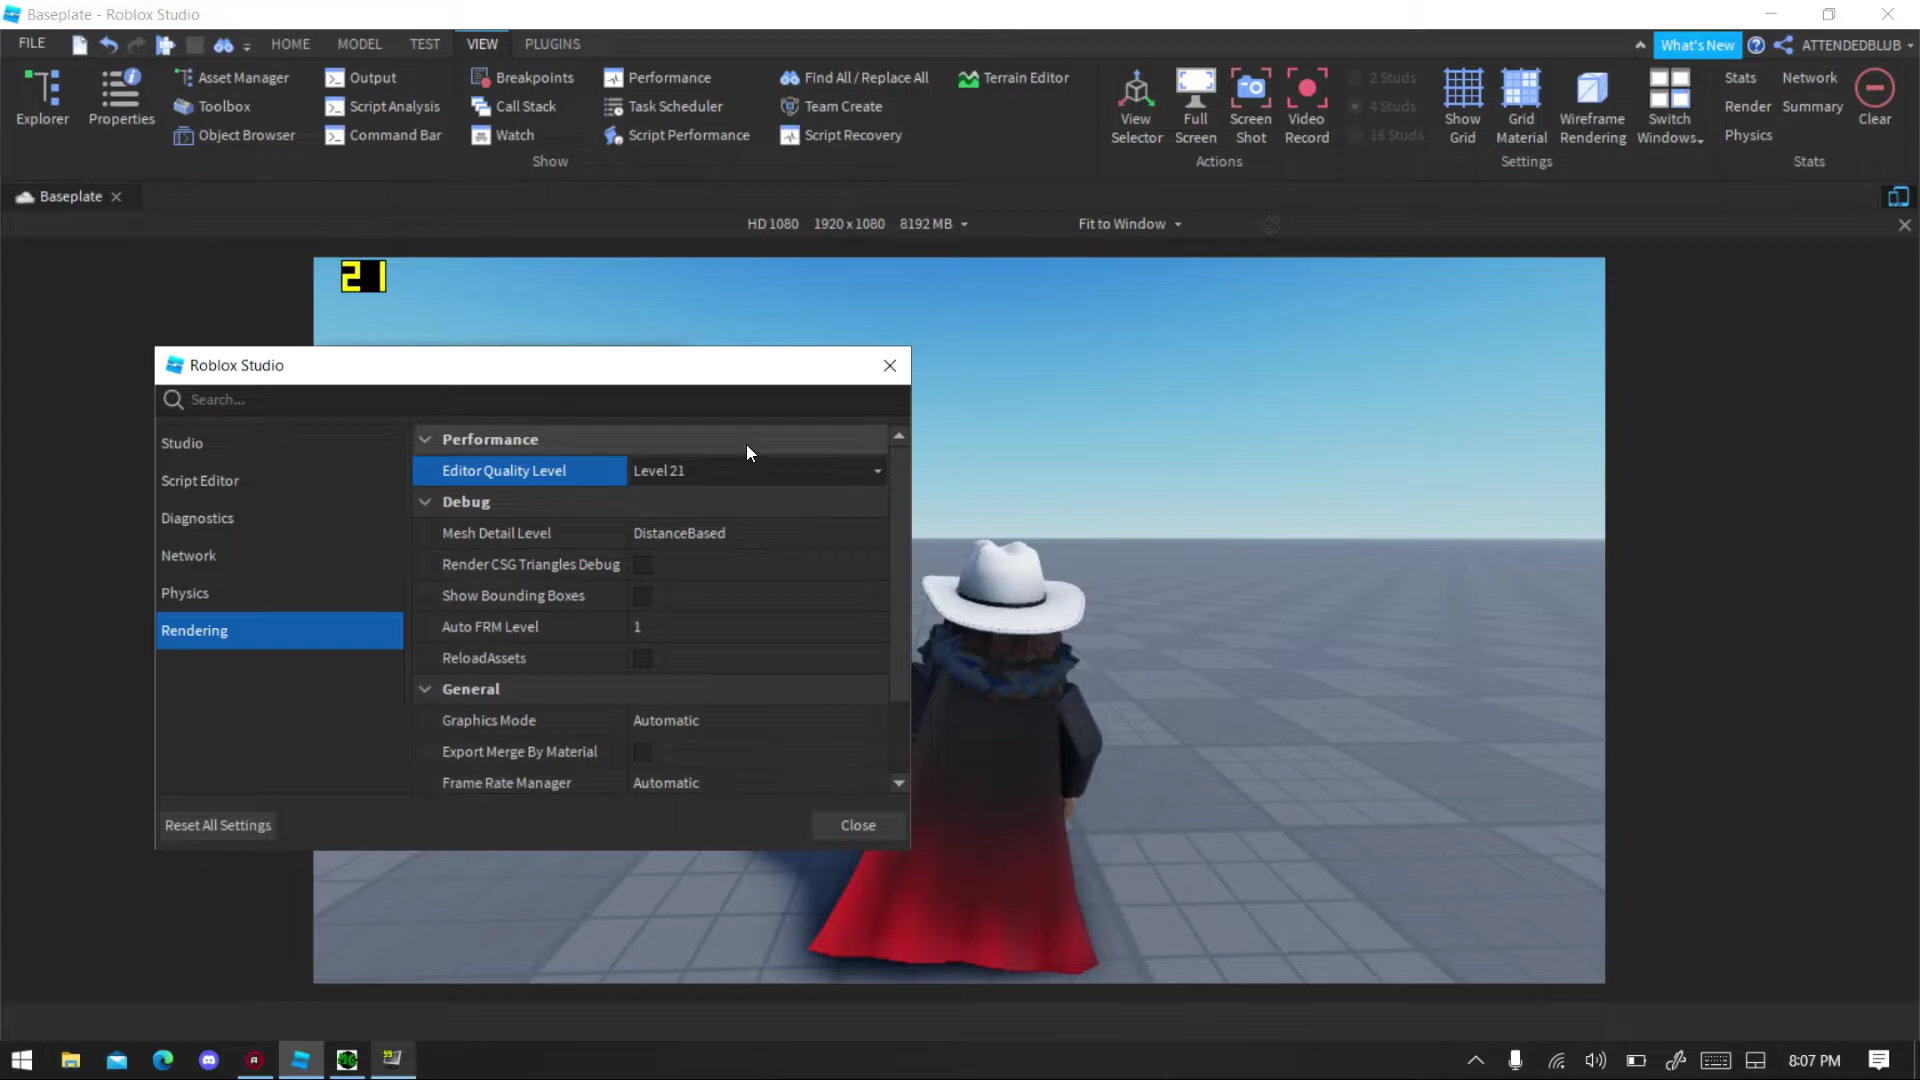 Baseplate - Roblox Studio
FILE
HOME
MODEL
TEST
VIEW
PLUGINS
What's New
ATTENDEDBLUB
Explorer
Properties
Asset Manager
Toolbox
Object Browser
Output
Script Analysis
Command Bar
Breakpoints
Call Stack
Watch
Performance
Task Scheduler
Script Performance
Find All / Replace All
Team Create
Script Recovery
Terrain Editor
Show
View Selector
Full Screen
Screen Shot
Video Record
Actions
2 Studs
4 Studs
16 Studs
Show Grid
Grid Material
Wireframe Rendering
Switch Windows
Settings
Stats
Network
Render
Summary
Physics
Clear
Stats
Baseplate
HD 1080 1920 x 1080 8192 MB
Fit to Window
21
Roblox Studio
Search...
Studio
Script Editor
Diagnostics
Network
Physics
Rendering
Performance
Editor Quality Level Level 21
Debug
Mesh Detail Level DistanceBased
Render CSG Triangles Debug
Show Bounding Boxes
Auto FRM Level 1
ReloadAssets
General
Graphics Mode Automatic
Export Merge By Material
Frame Rate Manager Automatic
Reset All Settings
Close
8:07 PM